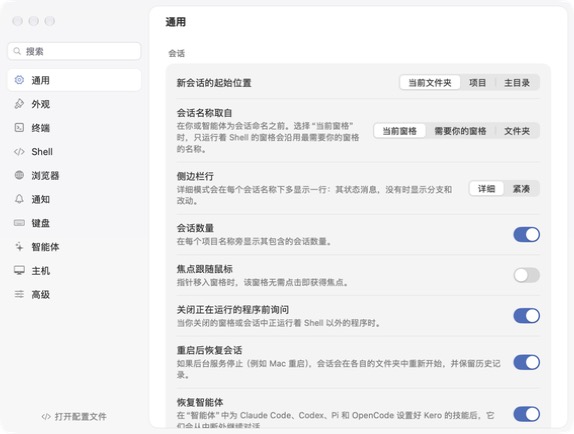 通用
会话
搜索
通用
外观
终端
Shell
浏览器
通知
键盘
智能体
主机
高级
打开配置文件
新会话的起始位置
当前文件夹 项目 主目录
会话名称取自
在你或智能体为会话命名之前。选择“当前窗格”
时，只运行着 Shell 的窗格会沿用最需要你的窗格
的名称。
当前窗格 需要你的窗格 文件夹
侧边栏行
详细模式会在每个会话名称下多显示一行：其状态消息，没有时显示分支和
改动。
详细 紧凑
会话数量
在每个项目名称旁显示其包含的会话数量。
焦点跟随鼠标
指针移入窗格时，该窗格无需点击即获得焦点。
关闭正在运行的程序前询问
当你关闭的窗格或会话中正运行着 Shell 以外的程序时。
重启后恢复会话
如果后台服务停止（例如 Mac 重启），会话会在各自的文件夹中重新开始，并保留历史记
录。
恢复智能体
在“智能体”中为 Claude Code、Codex、Pi 和 OpenCode 设置好 Kero 的技能后，它
们会从中断处继续对话